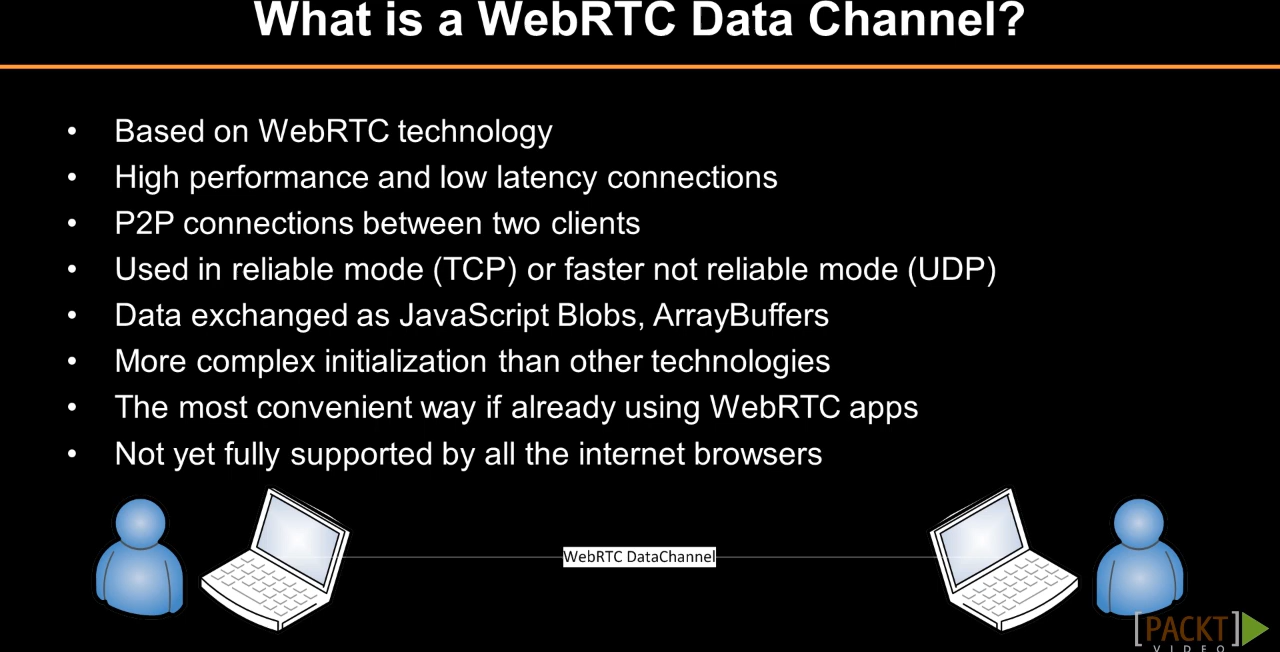 What is a WebRTC Data Channel?
• Based on WebRTC technology
• High performance and low latency connections
• P2P connections between two clients
• Used in reliable mode (TCP) or faster not reliable mode (UDP)
• Data exchanged as JavaScript Blobs, ArrayBuffers
• More complex initialization than other technologies
• The most convenient way if already using WebRTC apps
• Not yet fully supported by all the internet browsers
WebRTC DataChannel
[PACKT]
VIDEO